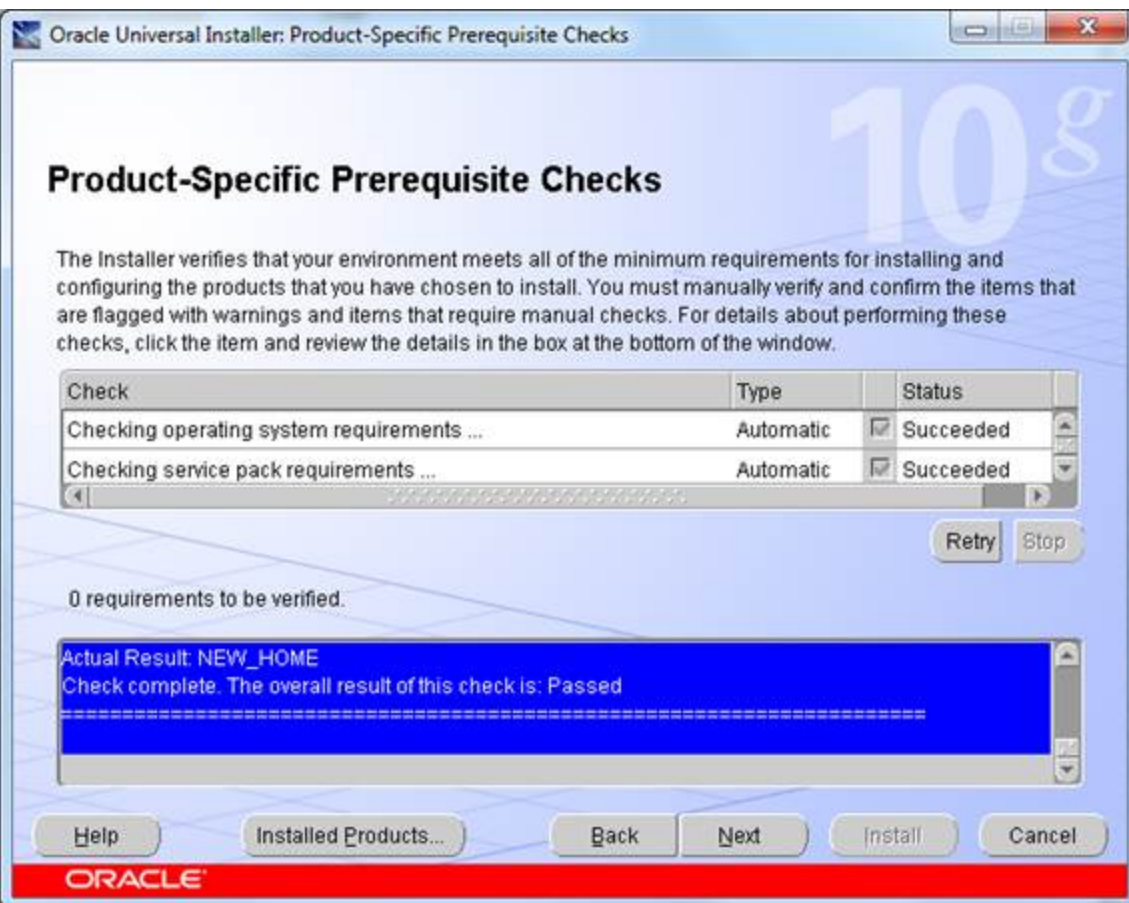 Oracle Universal Installer: Product-Specific Prerequisite Checks
10g
Product-Specific Prerequisite Checks
The Installer verifies that your environment meets all of the minimum requirements for installing and
configuring the products that you have chosen to install. You must manually verify and confirm the items that
are flagged with warnings and items that require manual checks. For details about performing these
checks, click the item and review the details in the box at the bottom of the window.
Check Type Status
Checking operating system requirements ... Automatic Succeeded
Checking service pack requirements ... Automatic Succeeded
Retry Stop
0 requirements to be verified.
Actual Result: NEW_HOME
Check complete. The overall result of this check is: Passed
========================================================================
Help Installed Products... Back Next Install Cancel
ORACLE